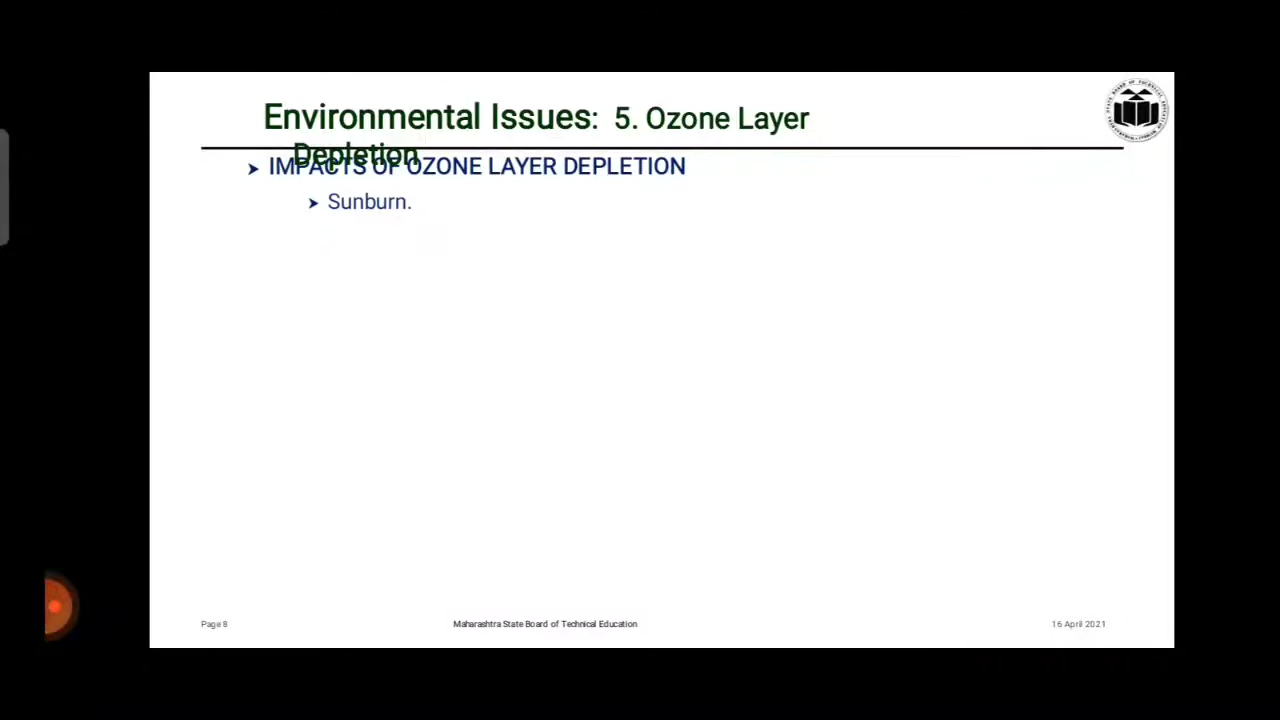 Environmental Issues: 5. Ozone Layer
Depletion
➤ IMPACTS OF OZONE LAYER DEPLETION
➤ Sunburn.
Page 8
Maharashtra State Board of Technical Education
16 April 2021